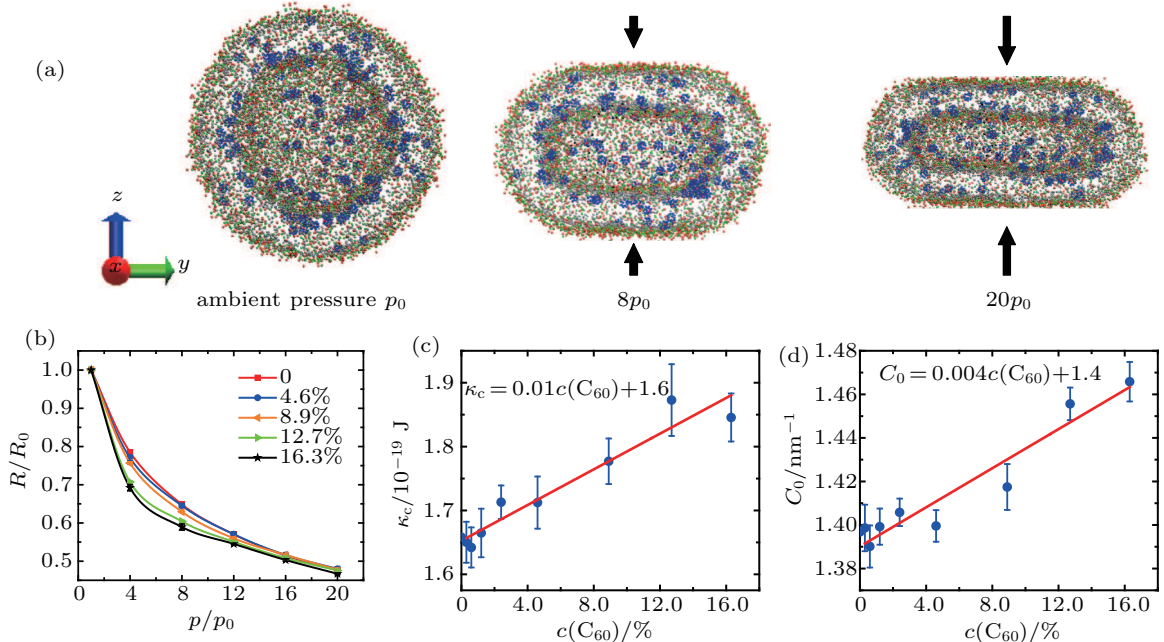 (a)
z
x
y
ambient pressure p₀
8p₀
20p₀
(b)
1.0
0.9
0.8
0.7
0.6
0.5
R/R₀
0
4.6%
8.9%
12.7%
16.3%
0 4 8 12 16 20
p/p₀
(c)
1.9
1.8
1.7
1.6
κc/10⁻¹⁹ J
κc = 0.01c(C₆₀)+1.6
0 4.0 8.0 12.0 16.0
c(C₆₀)/%
(d)
1.48
1.46
1.44
1.42
1.40
1.38
C₀/nm⁻¹
C₀ = 0.004c(C₆₀)+1.4
0 4.0 8.0 12.0 16.0
c(C₆₀)/%